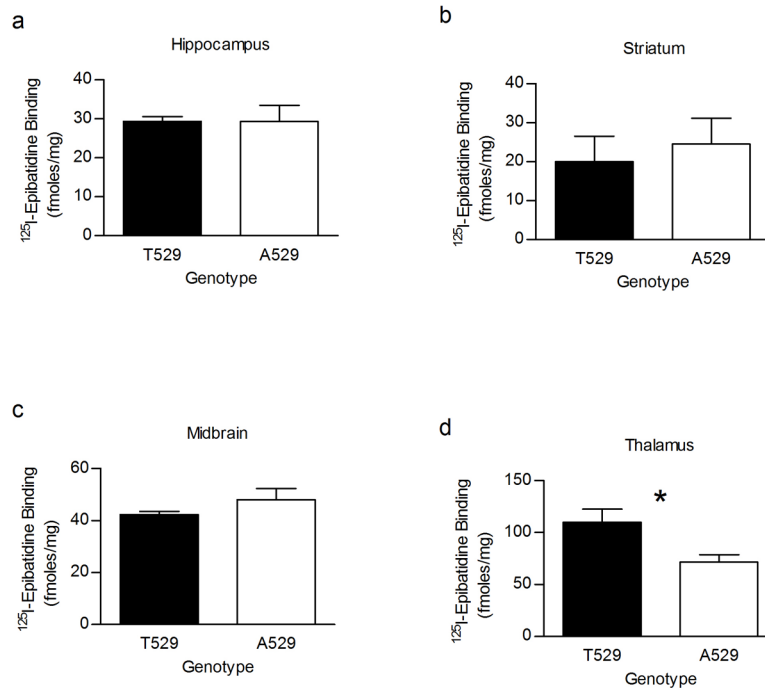 a
Hippocampus
¹²⁵I-Epibatidine Binding
(fmoles/mg)
40
30
20
10
0
T529 A529
Genotype
b
Striatum
¹²⁵I-Epibatidine Binding
(fmoles/mg)
40
30
20
10
0
T529 A529
Genotype
c
Midbrain
¹²⁵I-Epibatidine Binding
(fmoles/mg)
60
40
20
0
T529 A529
Genotype
d
Thalamus
¹²⁵I-Epibatidine Binding
(fmoles/mg)
150
100
50
0
*
T529 A529
Genotype